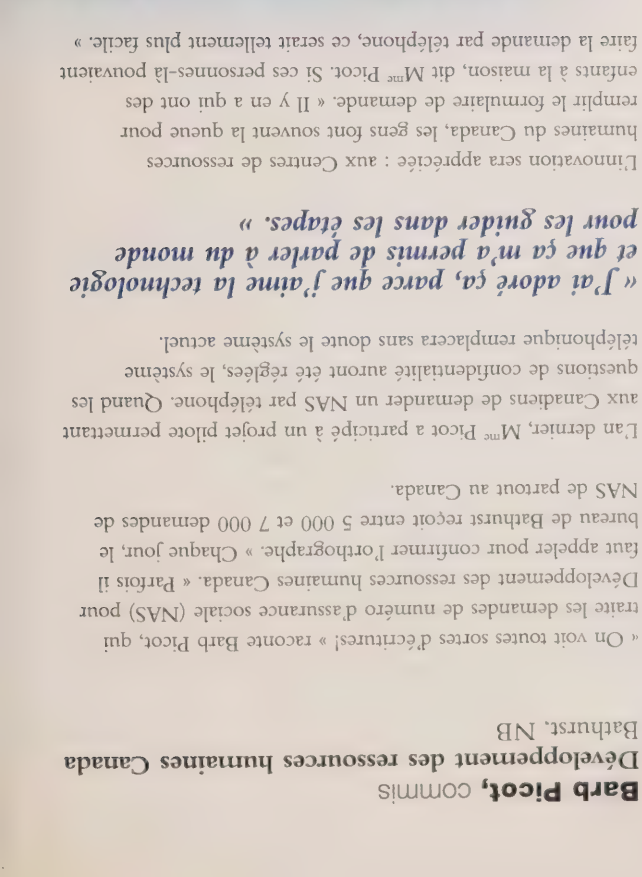 Barb Picot, commis
Développement des ressources humaines Canada
Bathurst, NB
« On voit toutes sortes d'écritures! » raconte Barb Picot, qui
traite les demandes de numéro d'assurance sociale (NAS) pour
Développement des ressources humaines Canada. « Parfois il
faut appeler pour confirmer l'orthographe. » Chaque jour, le
bureau de Bathurst reçoit entre 5 000 et 7 000 demandes de
NAS de partout au Canada.
L'an dernier, Mme Picot a participé à un projet pilote permettant
aux Canadiens de demander un NAS par téléphone. Quand les
questions de confidentialité auront été réglées, le système
téléphonique remplacera sans doute le système actuel.
« J'ai adoré ça, parce que j'aime la technologie
et que ça m'a permis de parler à du monde
pour les guider dans les étapes. »
L'innovation sera appréciée : aux Centres de ressources
humaines du Canada, les gens font souvent la queue pour
remplir le formulaire de demande. « Il y en a qui ont des
enfants à la maison, dit Mme Picot. Si ces personnes-là pouvaient
faire la demande par téléphone, ce serait tellement plus facile. »